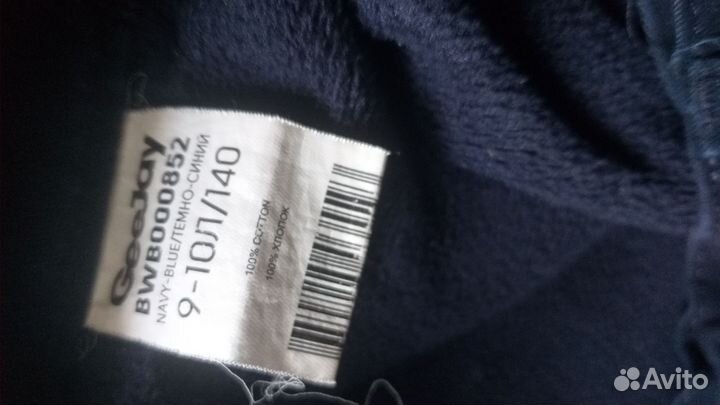 GeeJay
BWB000852
NAVY-BLUE/ТЕМНО-СИНИЙ
9-10Л/140
100% COTTON
100% ХЛОПОК
Avito